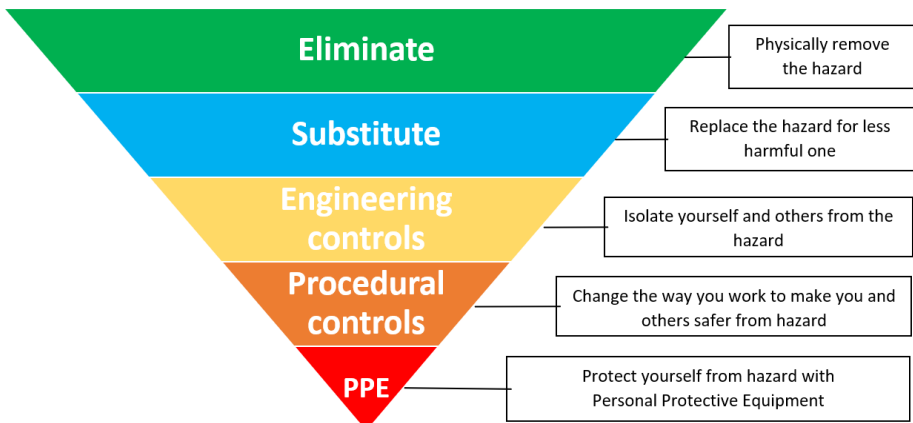 Eliminate
Physically remove
the hazard
Substitute
Replace the hazard for less
harmful one
Engineering
controls
Isolate yourself and others from the
hazard
Procedural
controls
Change the way you work to make you and
others safer from hazard
PPE
Protect yourself from hazard with
Personal Protective Equipment